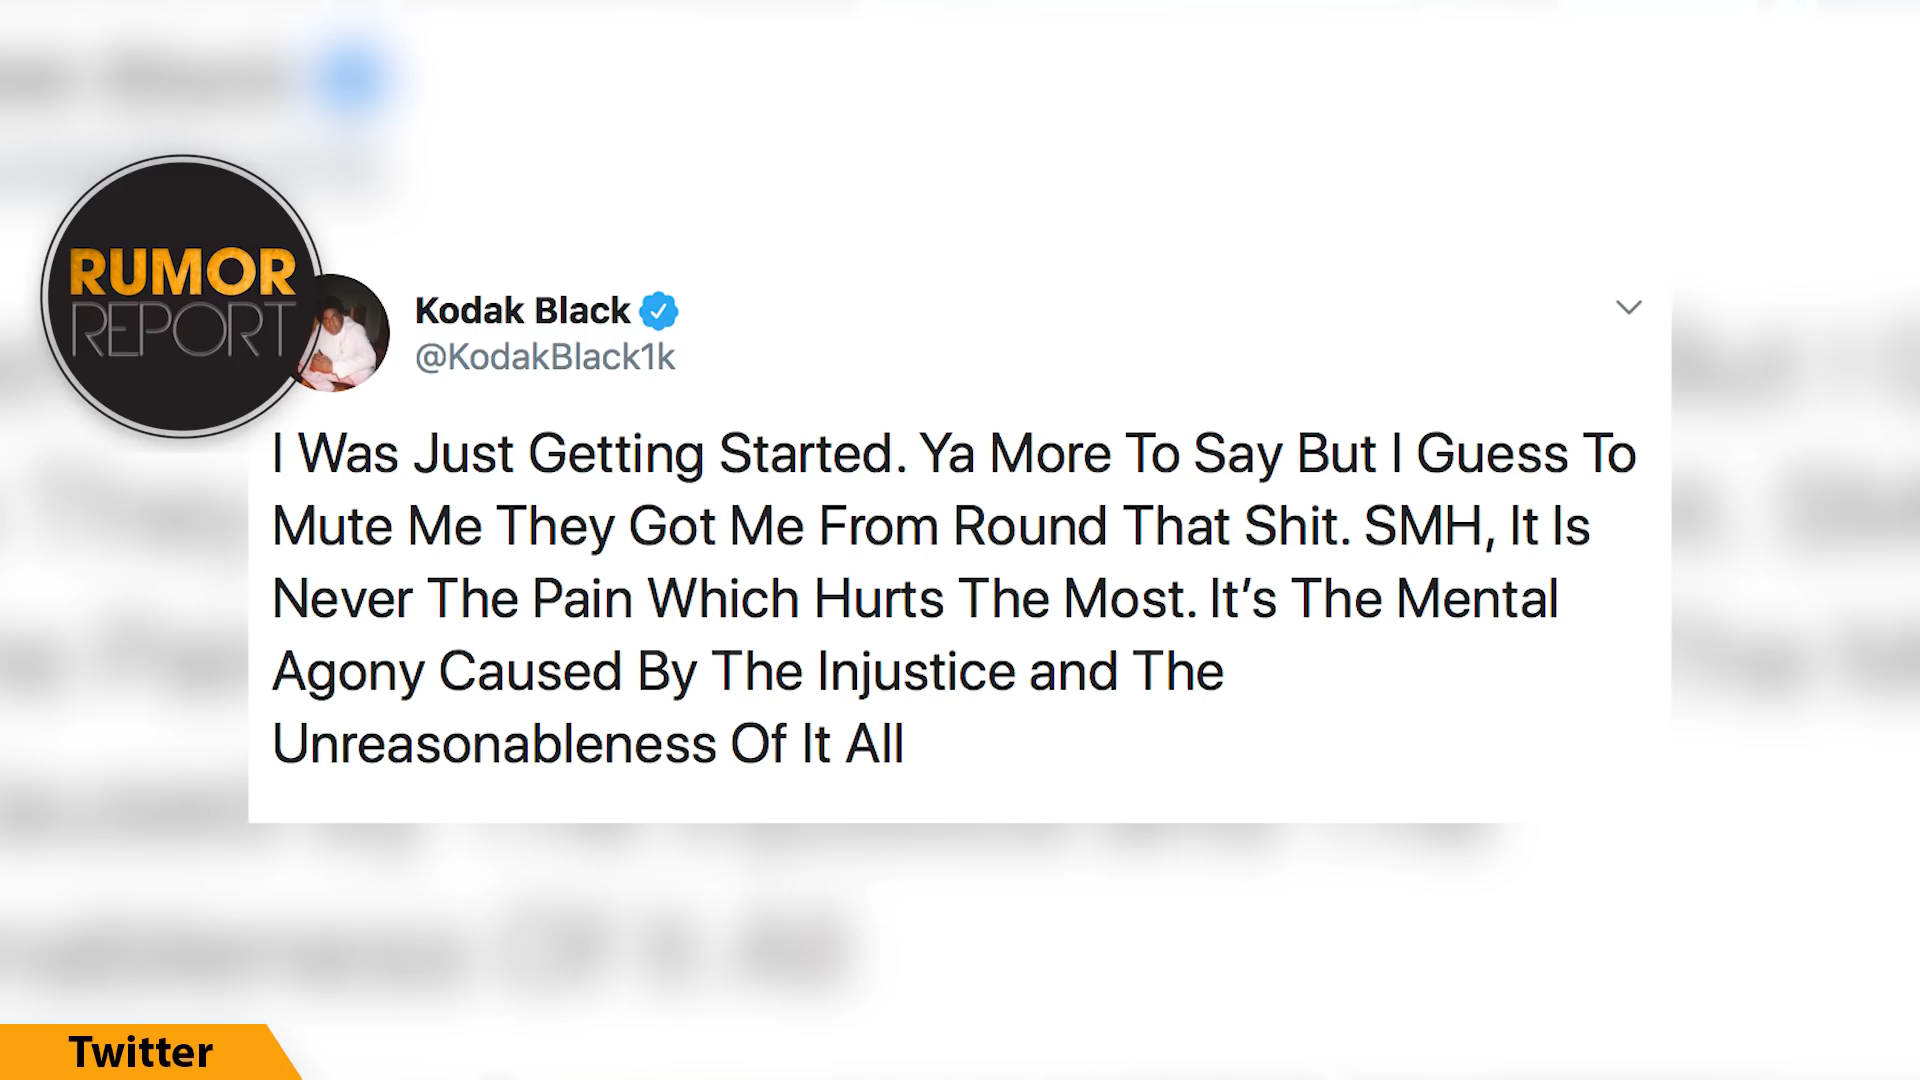 RUMOR
REPORT
Kodak Black
@KodakBlack1k
I Was Just Getting Started. Ya More To Say But I Guess To
Mute Me They Got Me From Round That Shit. SMH, It Is
Never The Pain Which Hurts The Most. It’s The Mental
Agony Caused By The Injustice and The
Unreasonableness Of It All
Twitter